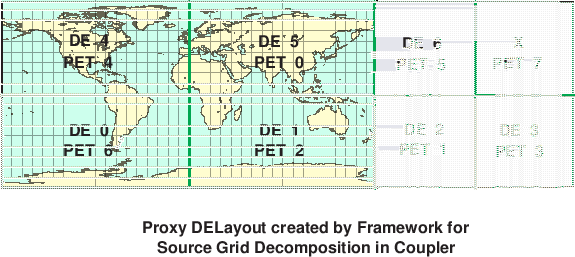 DE 4 DE 5 DE 6 X
PET 4 PET 0 PET 5 PET 7
DE 0 DE 1 DE 2 DE 3
PET 6 PET 2 PET 1 PET 3
Proxy DELayout created by Framework for
Source Grid Decomposition in Coupler